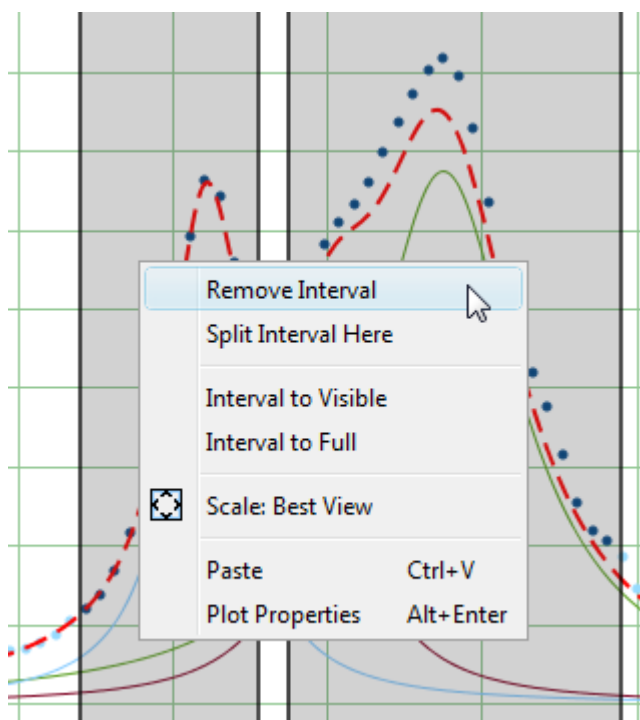 Remove Interval
Split Interval Here
Interval to Visible
Interval to Full
Scale: Best View
Paste Ctrl+V
Plot Properties Alt+Enter